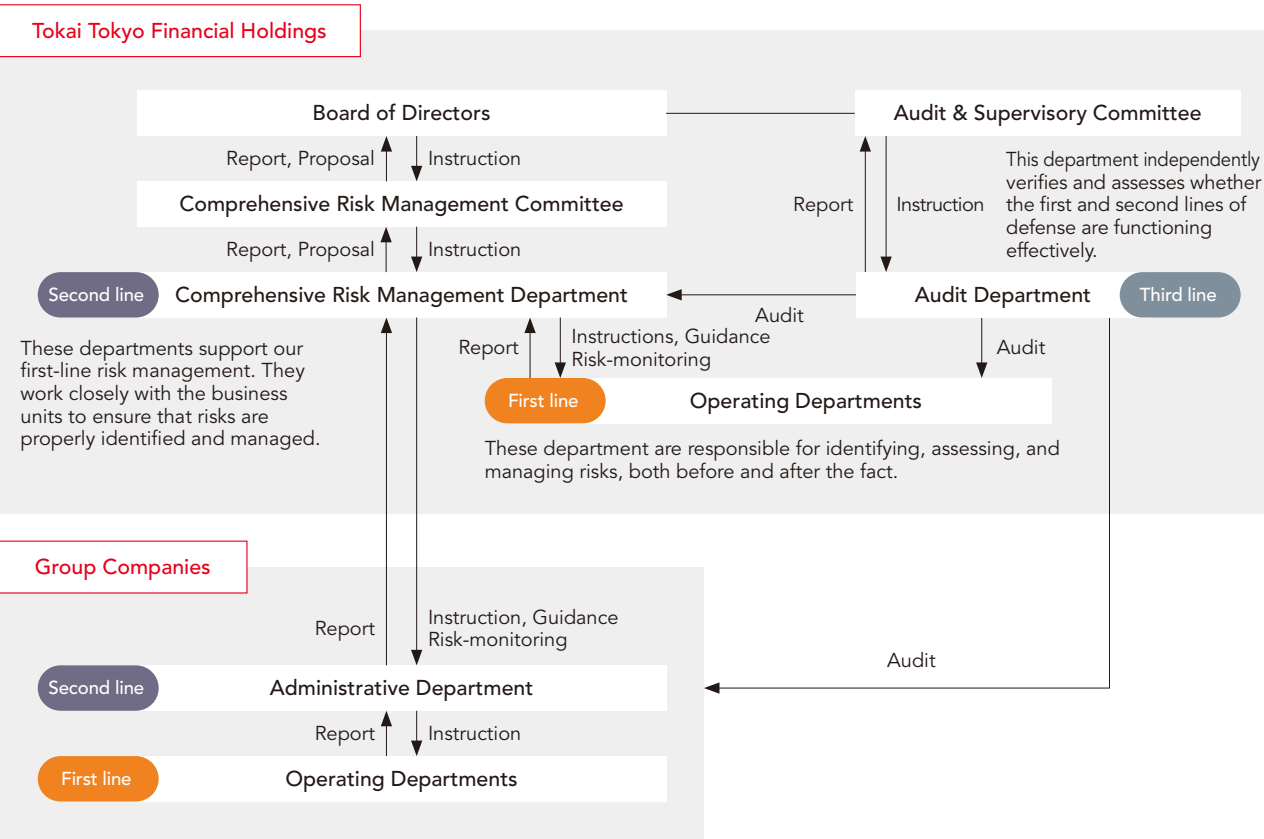 Tokai Tokyo Financial Holdings
Board of Directors
Audit & Supervisory Committee
Report, Proposal
Instruction
Comprehensive Risk Management Committee
Report
Instruction
This department independently
verifies and assesses whether
the first and second lines of
defense are functioning
effectively.
Report, Proposal
Instruction
Second line
Comprehensive Risk Management Department
Audit
Audit Department
Third line
These departments support our
first-line risk management. They
work closely with the business
units to ensure that risks are
properly identified and managed.
Report
Instructions, Guidance
Risk-monitoring
Audit
First line
Operating Departments
These department are responsible for identifying, assessing, and
managing risks, both before and after the fact.
Group Companies
Report
Instruction, Guidance
Risk-monitoring
Audit
Second line
Administrative Department
Report
Instruction
First line
Operating Departments